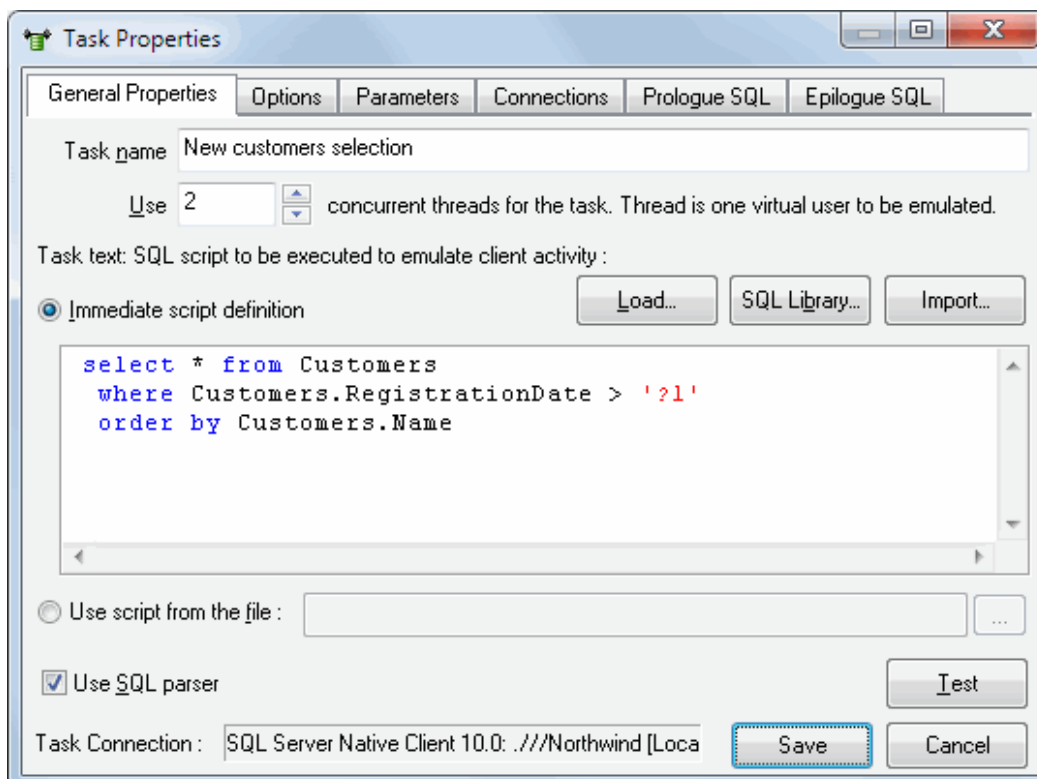 Task Properties
General Properties Options Parameters Connections Prologue SQL Epilogue SQL
Task name New customers selection
Use 2 concurrent threads for the task. Thread is one virtual user to be emulated.
Task text: SQL script to be executed to emulate client activity :
Immediate script definition Load... SQL Library... Import...
select * from Customers
where Customers.RegistrationDate > '?1'
order by Customers.Name
Use script from the file : ...
Use SQL parser Test
Task Connection : SQL Server Native Client 10.0: .///Northwind [Loca Save Cancel